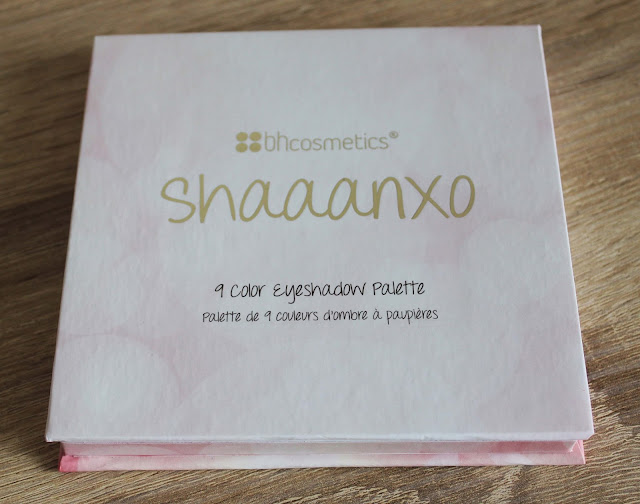 bhcosmetics®
shaaanxo
9 Color Eyeshadow Palette
Palette de 9 couleurs d'ombre à paupières